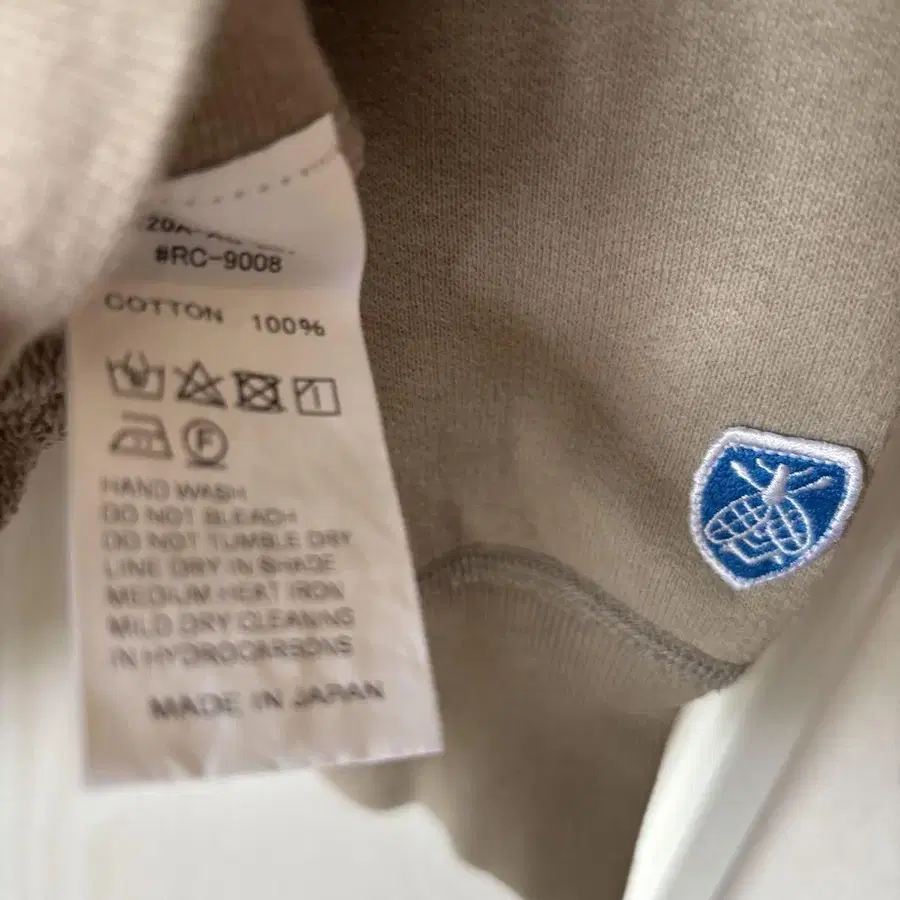 #RC-9008
COTTON 100%
F
HAND WASH
DO NOT BLEACH
DO NOT TUMBLE DRY
LINE DRY IN SHADE
MEDIUM HEAT IRON
MILD DRY CLEANING
IN HYDROCARBONS
MADE IN JAPAN